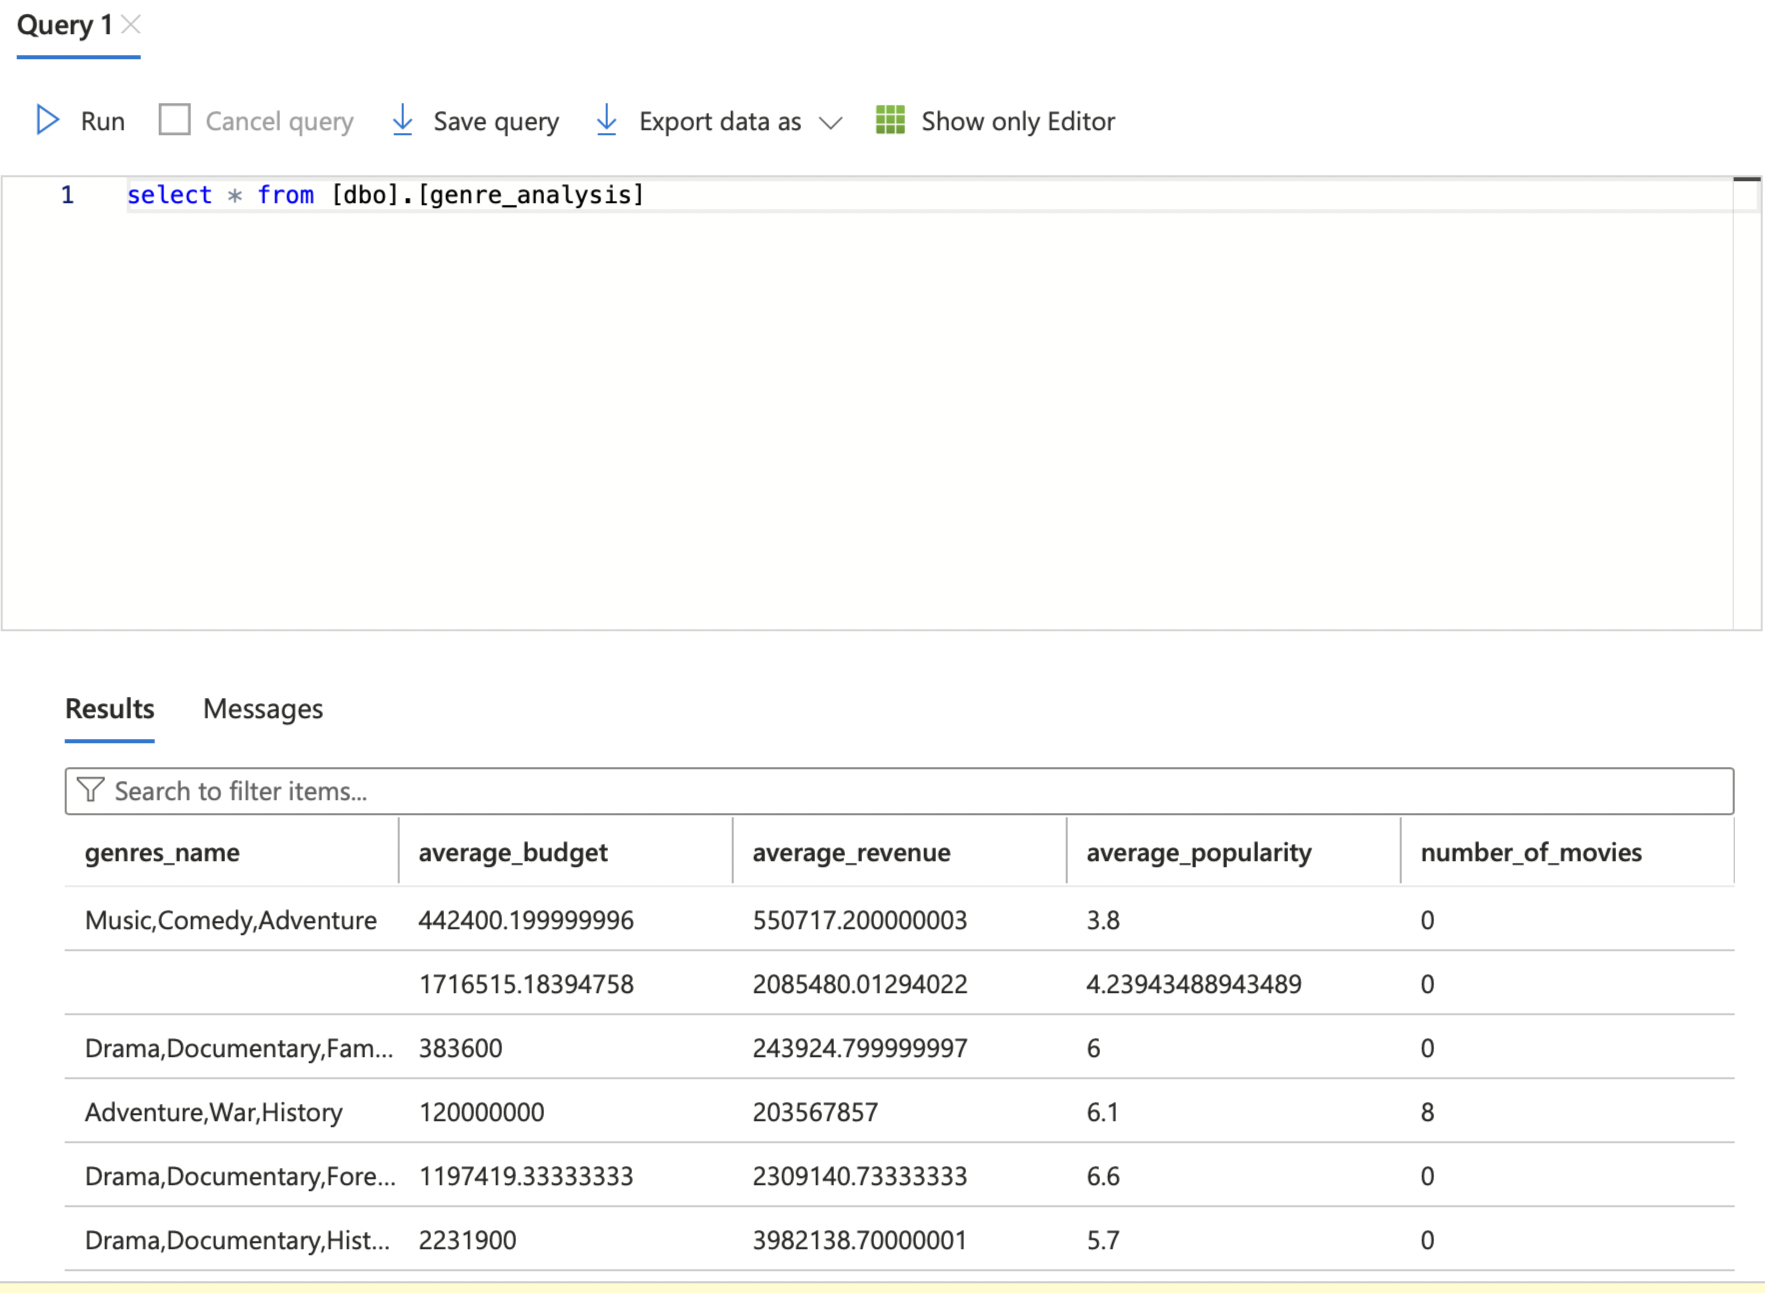 Query 1
Run Cancel query Save query Export data as Show only Editor
1 select * from [dbo].[genre_analysis]
Results Messages
Search to filter items...
genres_name average_budget average_revenue average_popularity number_of_movies
Music,Comedy,Adventure 442400.199999996 550717.200000003 3.8 0
1716515.18394758 2085480.01294022 4.23943488943489 0
Drama,Documentary,Fam... 383600 243924.799999997 6 0
Adventure,War,History 120000000 203567857 6.1 8
Drama,Documentary,Fore... 1197419.33333333 2309140.73333333 6.6 0
Drama,Documentary,Hist... 2231900 3982138.70000001 5.7 0